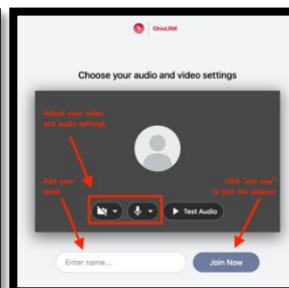 OhioLINK
Choose your audio and video settings
Adjust your video
and audio settings
Add your
name
Click "join now"
to join the session
Test Audio
Enter name...
Join Now